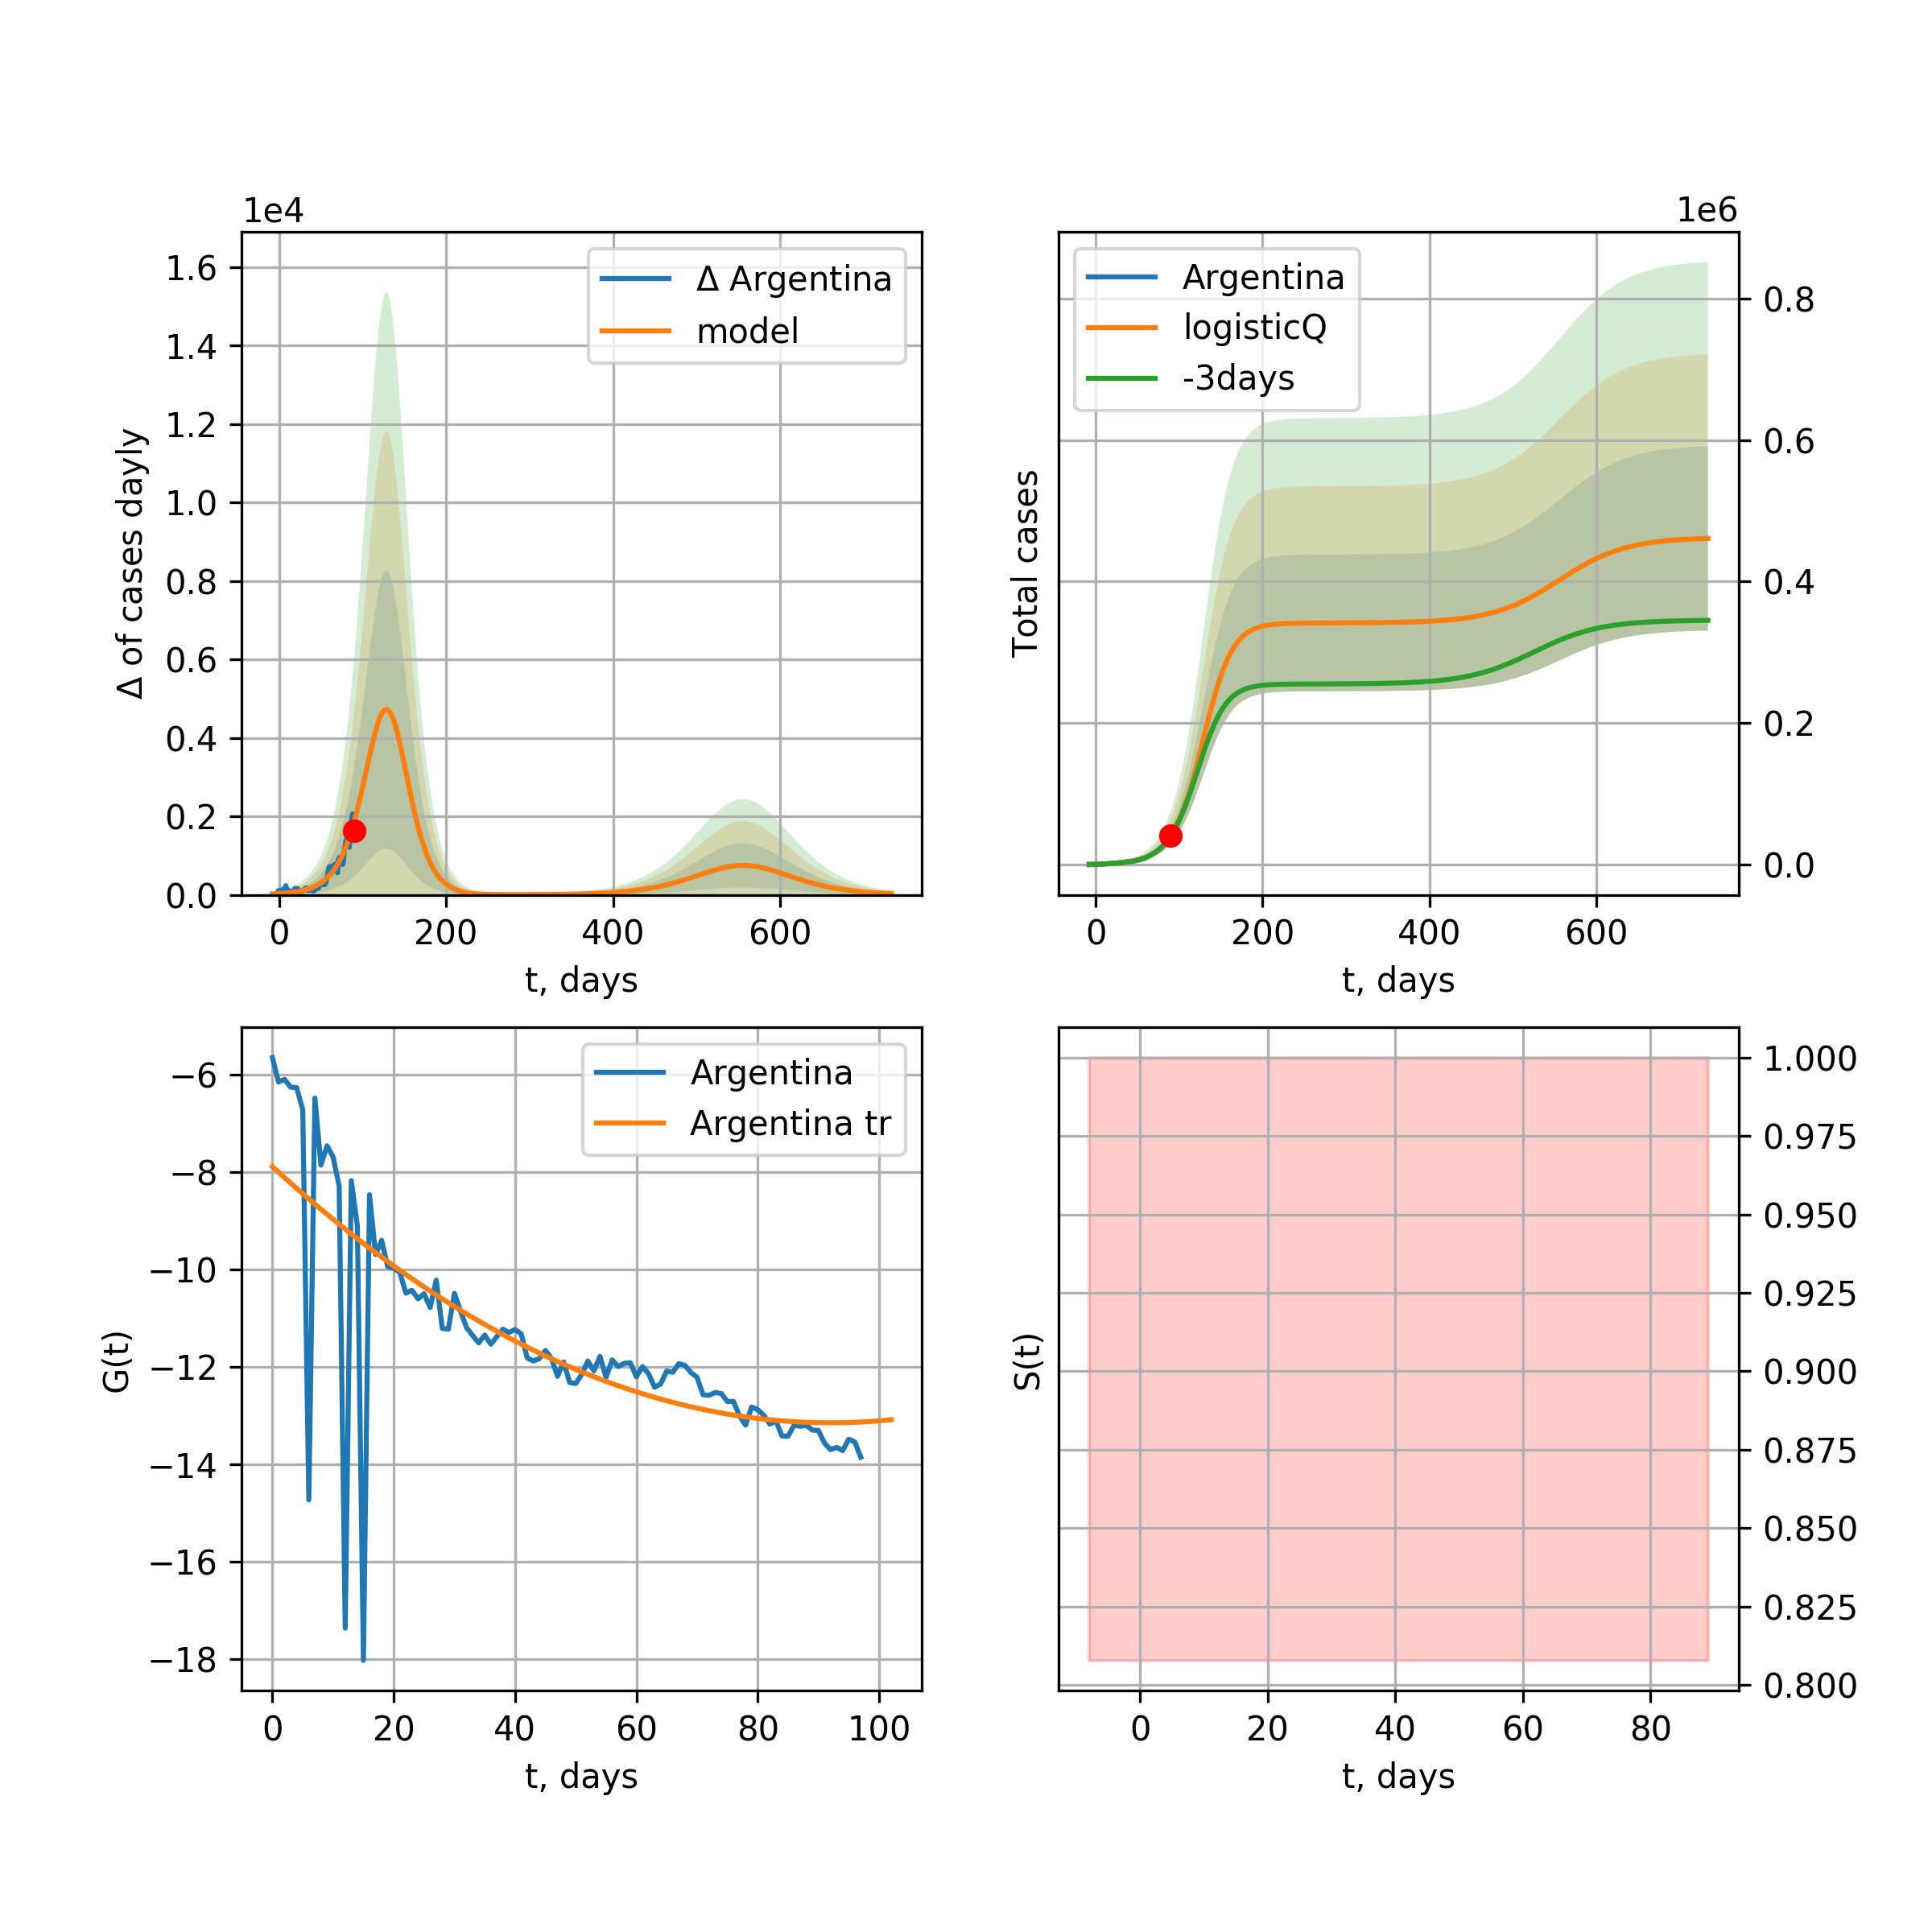 1e4
Δ of cases dayly
1.6
1.4
1.2
1.0
0.8
0.6
0.4
0.2
0.0
Δ Argentina
model
0 200 400 600
t, days
1e6
Total cases
Argentina
logisticQ
-3days
0.8
0.6
0.4
0.2
0.0
0 200 400 600
t, days
G(t)
−6
−8
−10
−12
−14
−16
−18
Argentina
Argentina tr
0 20 40 60 80 100
t, days
S(t)
1.000
0.975
0.950
0.925
0.900
0.875
0.850
0.825
0.800
0 20 40 60 80
t, days